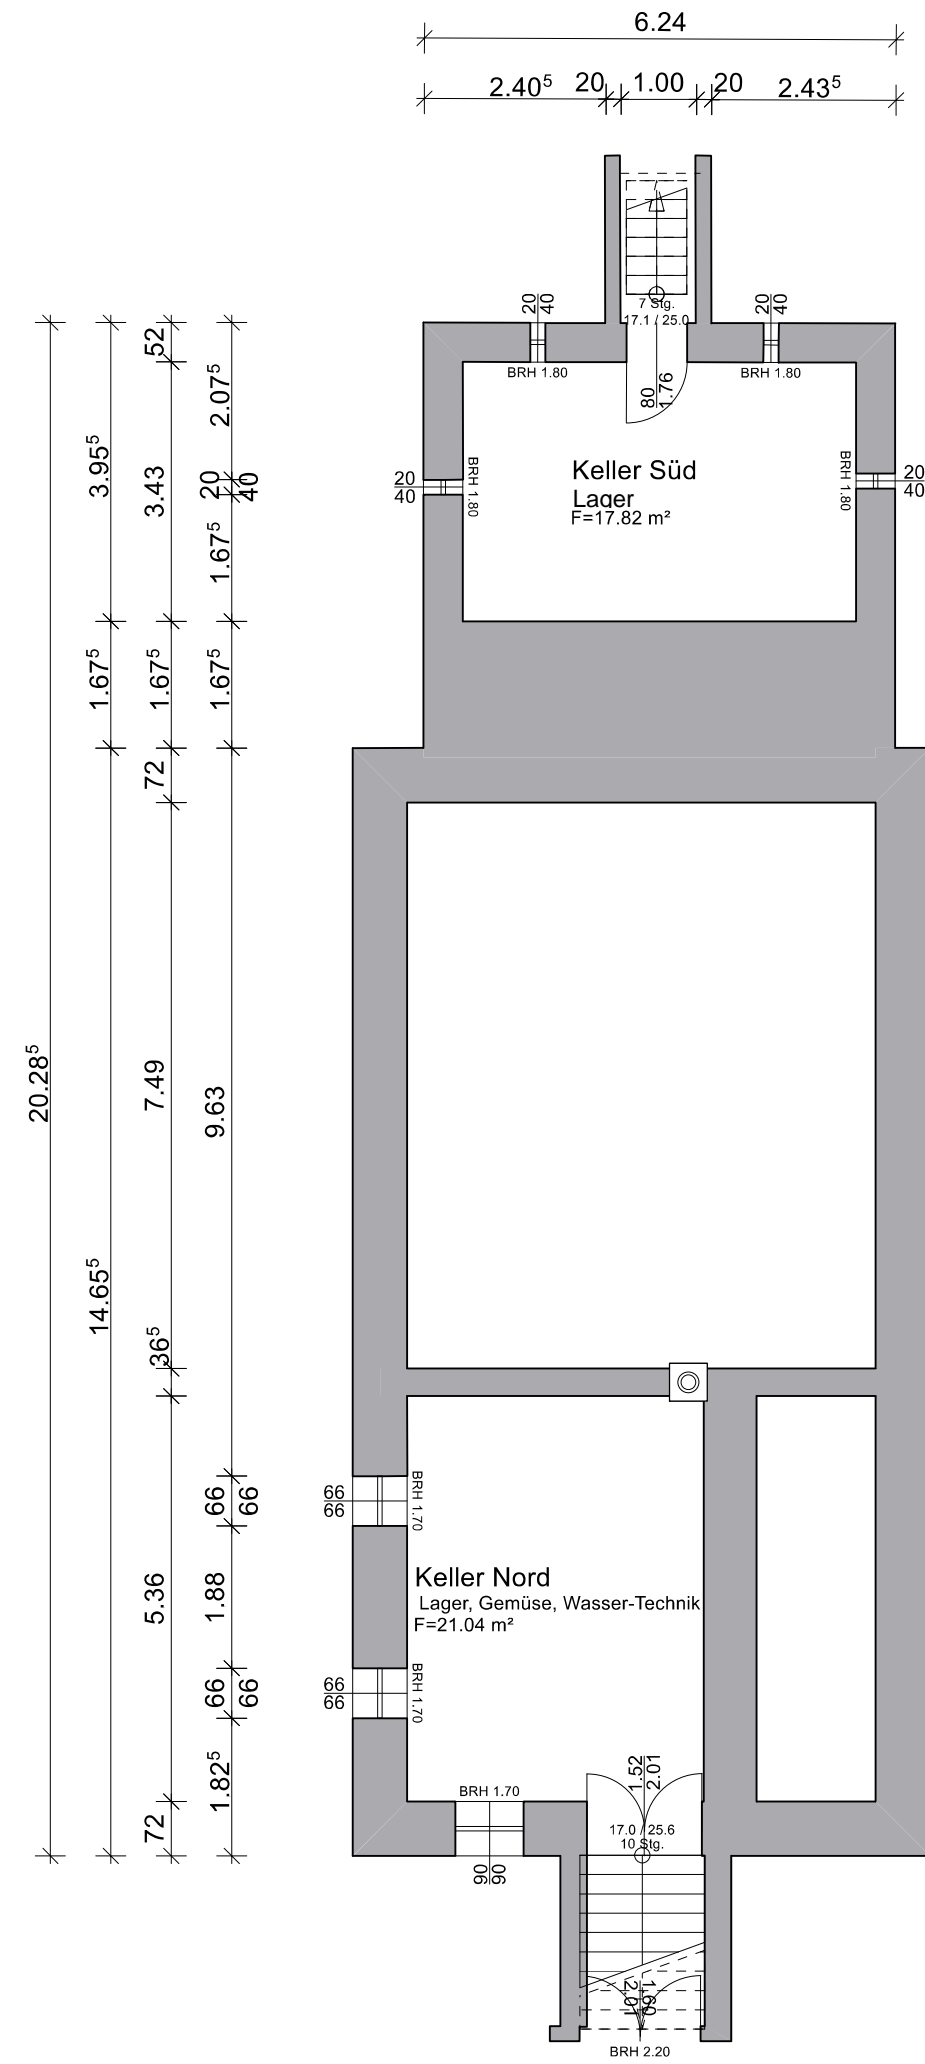 6.24
2.40⁵ 20 1.00 20 2.43⁵
7 Stg.
17.1 / 25.0
20
40
20
40
BRH 1.80
BRH 1.80
80
1.76
52
2.07⁵
3.95⁵
3.43
20
40
1.67⁵
20
40
BRH 1.80
Keller Süd
Lager
F=17.82 m²
BRH 1.80
20
40
1.67⁵
1.67⁵
1.67⁵
72
20.28⁵
7.49
9.63
14.65⁵
36⁵
66
66
66
66
BRH 1.70
5.36
1.88
Keller Nord
Lager, Gemüse, Wasser-Technik
F=21.04 m²
66
66
66
66
BRH 1.70
1.82⁵
72
BRH 1.70
1.52
2.01
17.0 / 25.6
10 Stg.
90
90
1.60
2.01
BRH 2.20